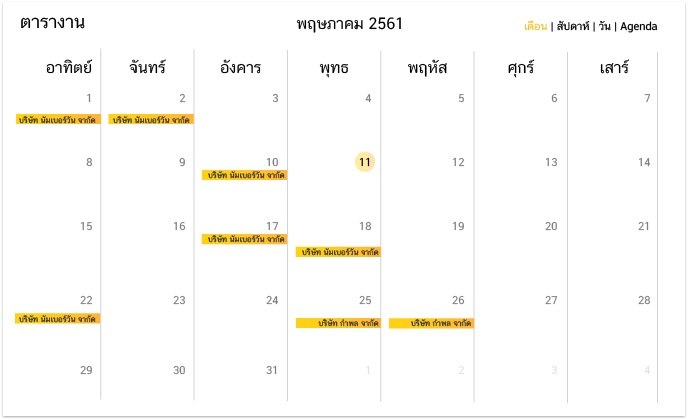 ตารางาน
พฤษภาคม 2561
เดือน | สัปดาห์ | วัน | Agenda
อาทิตย์ จันทร์ อังคาร พุทธ พฤหัส ศุกร์ เสาร์
1 2 3 4 5 6 7
บริษัท นัมเบอร์วัน จากัด บริษัท นัมเบอร์วัน จากัด
8 9 10 11 12 13 14
บริษัท นัมเบอร์วัน จากัด
15 16 17 18 19 20 21
บริษัท นัมเบอร์วัน จากัด
บริษัท นัมเบอร์วัน จากัด
22 23 24 25 26 27 28
บริษัท นัมเบอร์วัน จากัด
บริษัท กำพล จากัด บริษัท กำพล จากัด
29 30 31 1 2 3 4